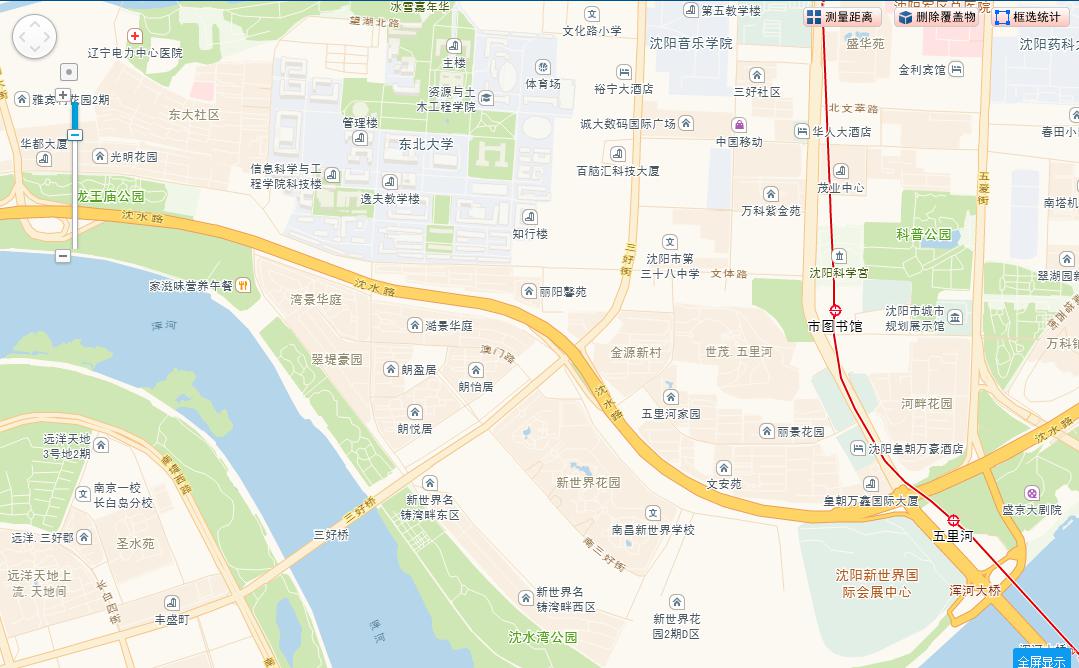 冰雪嘉年华
望湖北路
辽宁电力中心医院
主楼
文化路小学
第五教学楼
沈阳音乐学院
测量距离
删除覆盖物
框选统计
盛华苑
金利宾馆
体育场
裕宁大酒店
三好社区
资源与土
木工程学院
东大社区
北文萃路
管理楼
诚大数码国际广场
华人大酒店
春田小
华都大厦
光明花园
东北大学
中国移动
百脑汇科技大厦
信息科学与工
程学院科技楼
茂业中心
五爱街
龙王庙公园
逸夫教学楼
万科紫金苑
南塔机
沈水路
知行楼
科普公园
三好街
沈阳市第
三十八中学
文体路
沈阳科学宫
翠湖园新
家滋味营养午餐
沈水路
湾景华庭
丽阳馨苑
沈阳市城市
规划展示馆
浑河
市图书馆
澔景华庭
翠堤豪园
澳门路
金源新村
世茂.五里河
朗盈居
朗怡居
沈水路
朗悦居
五里河家园
河畔花园
丽景花园
沈水路
远洋天地
3号地2期
沈阳皇朝万豪酒店
南堤西路
文安苑
新世界花园
南京一校
长白岛分校
新世界名
铸湾畔东区
皇朝万鑫国际大厦
盛京大剧院
三好桥
三好桥
南昌新世界学校
五里河
远洋.三好郡
圣水苑
南三好街
远洋天地上
流.天地间
长白四街
沈阳新世界国
际会展中心
浑河大桥
丰盛町
新世界名
铸湾畔西区
新世界花
园2期D区
浑河
沈水湾公园
南
全屏显示